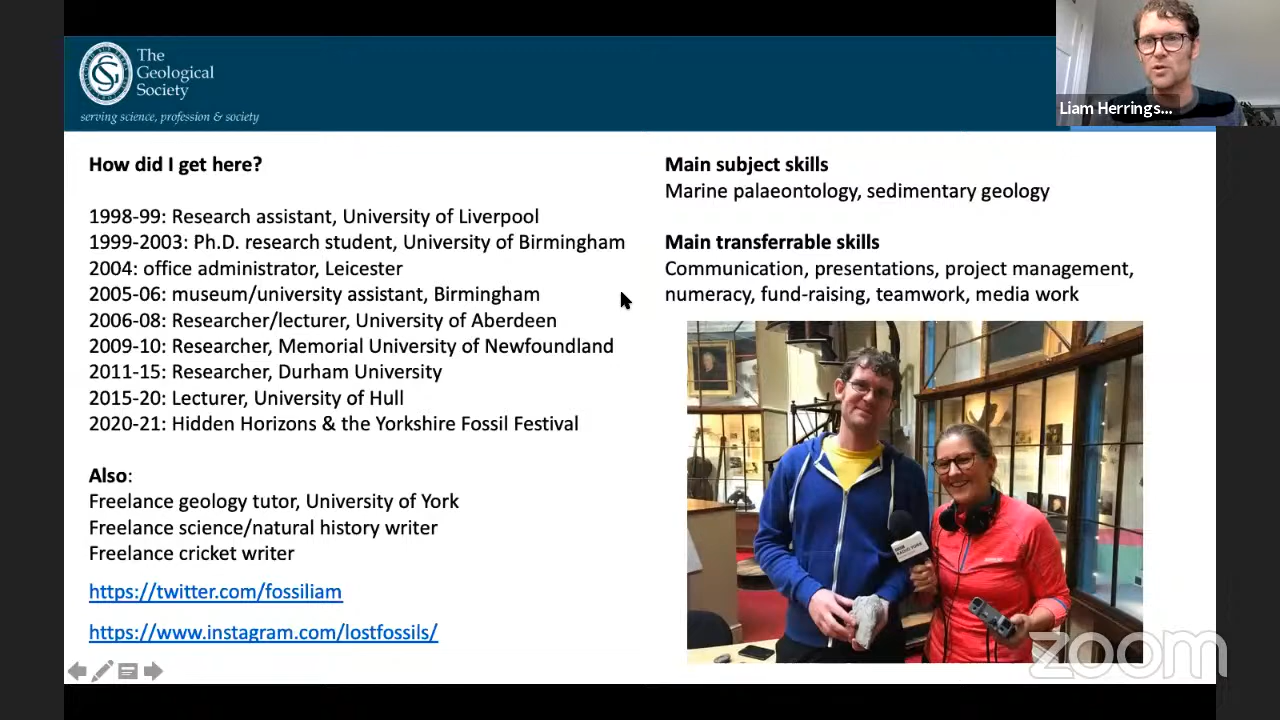 The
Geological
Society
serving science, profession & society
Liam Herrings...
How did I get here?
1998-99: Research assistant, University of Liverpool
1999-2003: Ph.D. research student, University of Birmingham
2004: office administrator, Leicester
2005-06: museum/university assistant, Birmingham
2006-08: Researcher/lecturer, University of Aberdeen
2009-10: Researcher, Memorial University of Newfoundland
2011-15: Researcher, Durham University
2015-20: Lecturer, University of Hull
2020-21: Hidden Horizons & the Yorkshire Fossil Festival
Also:
Freelance geology tutor, University of York
Freelance science/natural history writer
Freelance cricket writer
https://twitter.com/fossiliam
https://www.instagram.com/lostfossils/
Main subject skills
Marine palaeontology, sedimentary geology
Main transferrable skills
Communication, presentations, project management,
numeracy, fund-raising, teamwork, media work
zoom